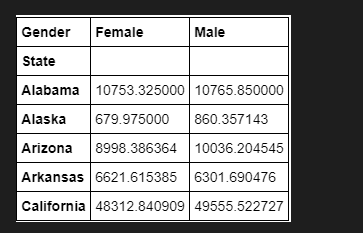 Gender Female Male
State
Alabama 10753.325000 10765.850000
Alaska 679.975000 860.357143
Arizona 8998.386364 10036.204545
Arkansas 6621.615385 6301.690476
California 48312.840909 49555.522727